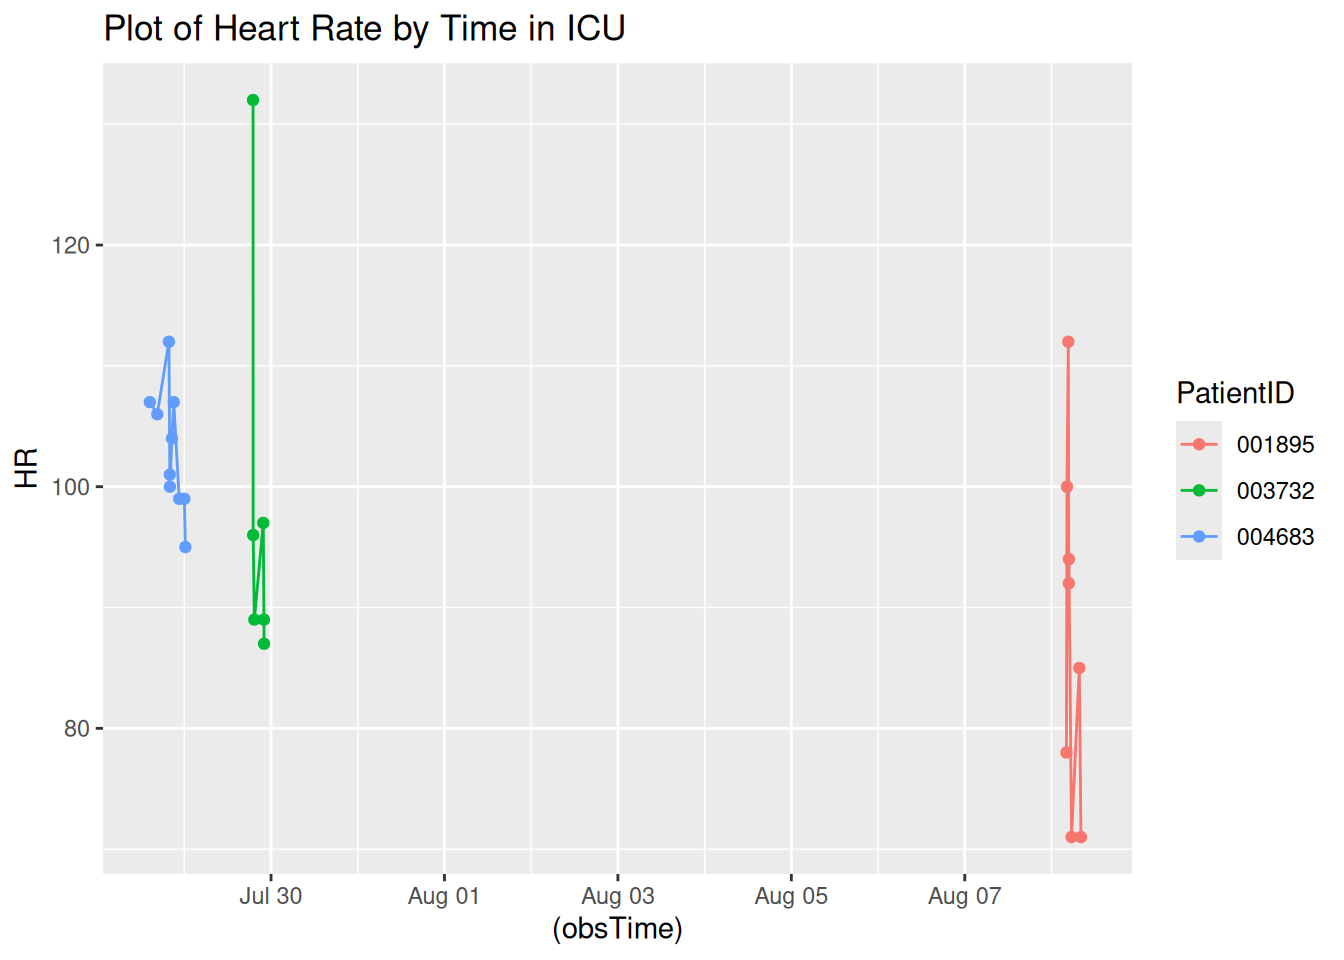 Plot of Heart Rate by Time in ICU
120
100
80
HR
Jul 30
Aug 01
Aug 03
Aug 05
Aug 07
(obsTime)
PatientID
001895
003732
004683